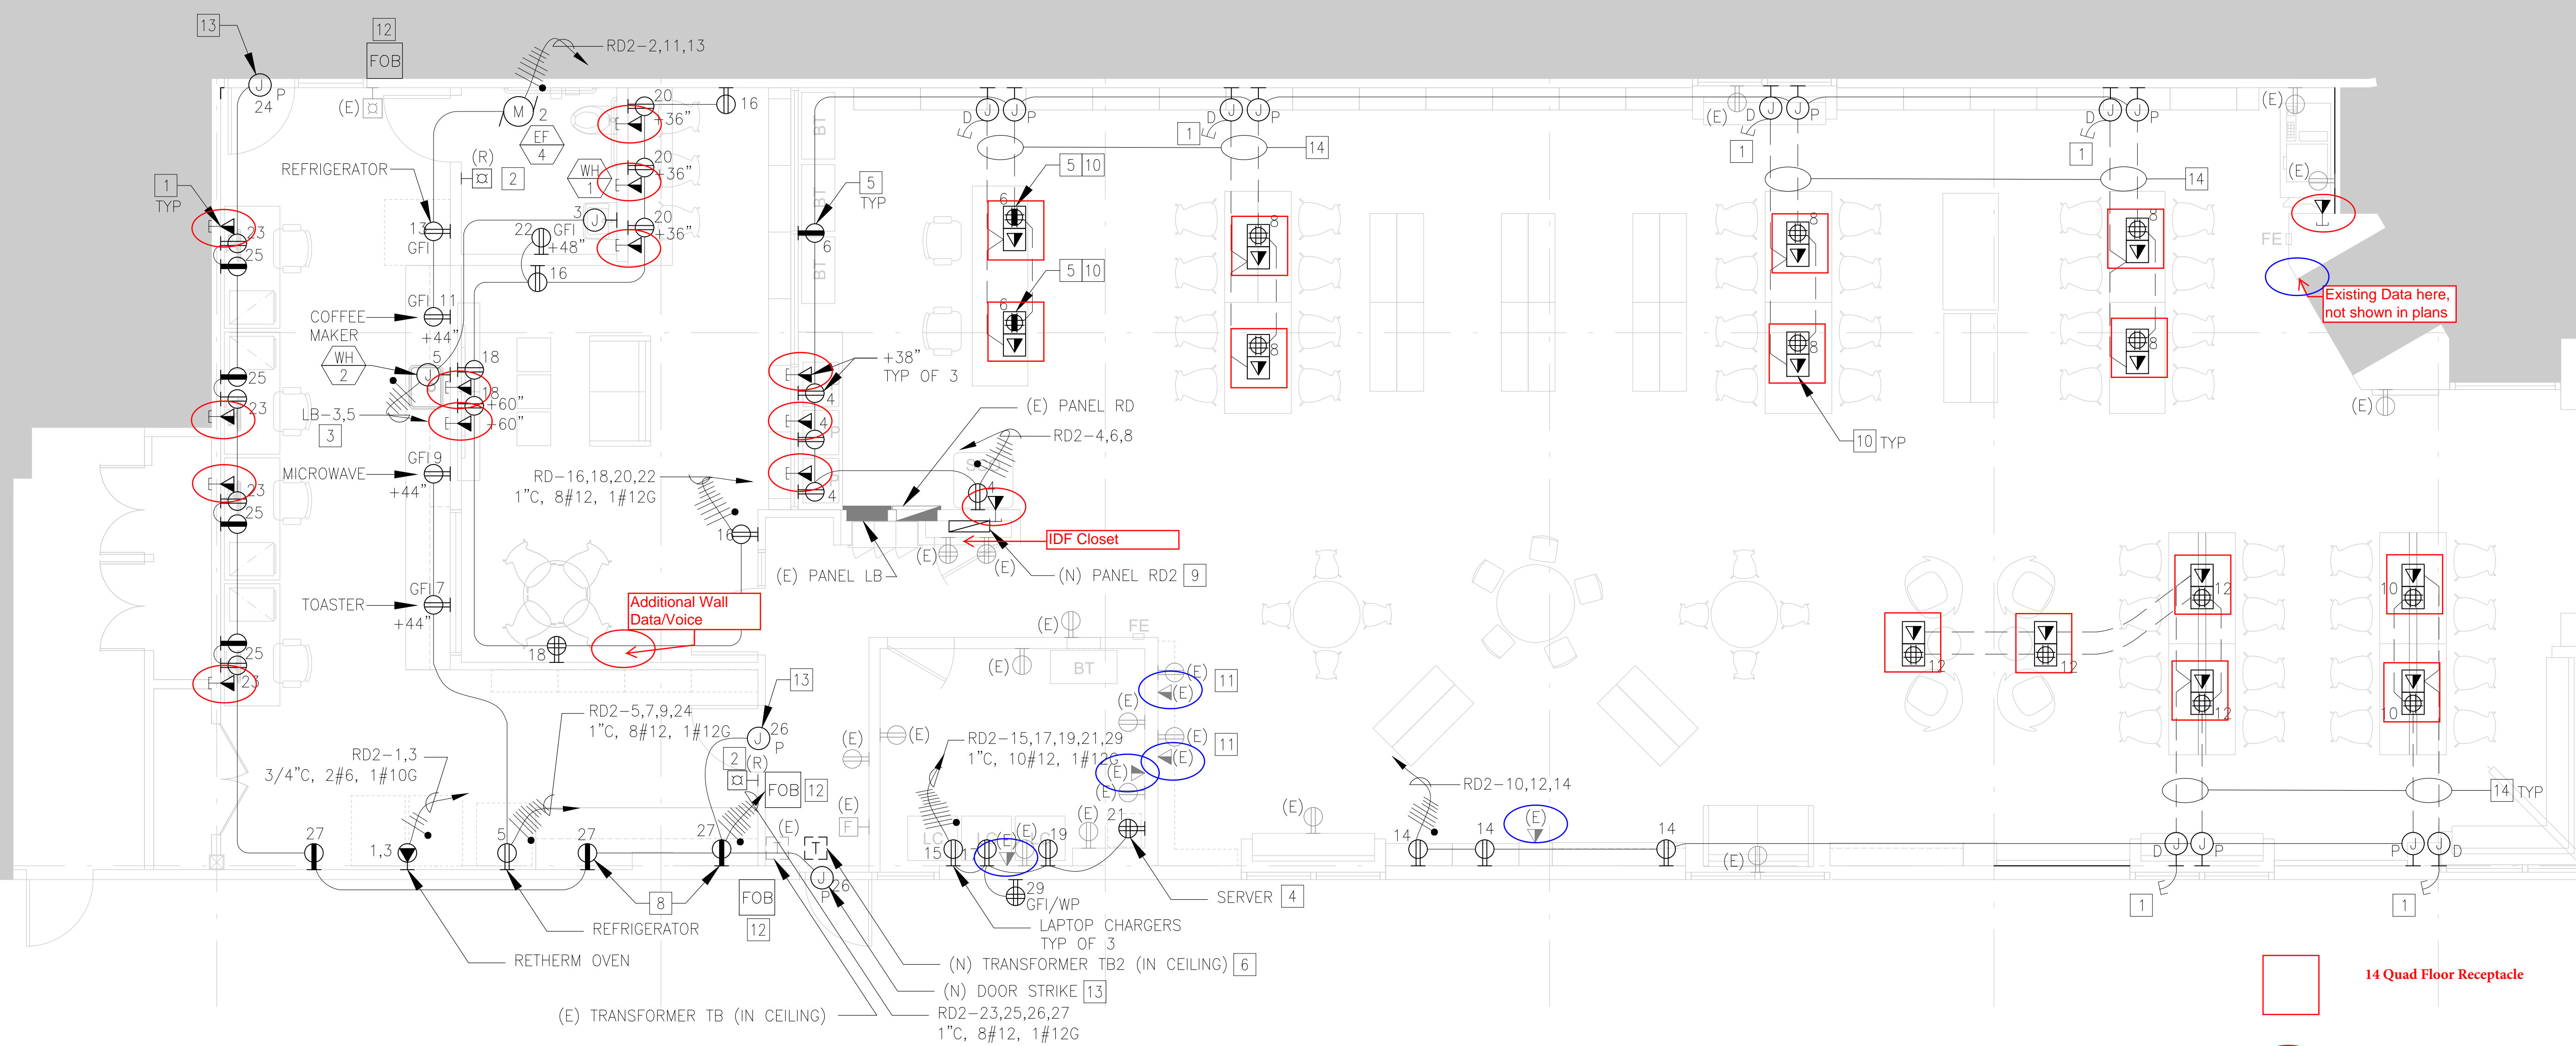 13
12
FOB
RD2-2,11,13
J
P
24
(E)
M
2
EF
4
20
+36"
16
(R)
2
WH
1
20
+36"
REFRIGERATOR
1
TYP
3
J
GFI
20
+36"
13
GFI
22
+48"
16
23
25
GFI 11
COFFEE
MAKER
+44"
WH
2
5
J
18
18
+60"
+60"
LB-3,5
3
25
23
MICROWAVE
GFI 9
+44"
23
25
TOASTER
GFI 7
+44"
25
23
18
Additional Wall
Data/Voice
RD-16,18,20,22
1"C, 8#12, 1#12G
16
BT
BT
BT
5
TYP
6
+38"
TYP OF 3
4
4
4
4
(E) PANEL RD
RD2-4,6,8
IDF Closet
(E)
(E)
(E) PANEL LB
(N) PANEL RD2
9
D
J
J
P
D
J
J
P
1
14
5
10
6
5
10
6
8
8
(E)
D
J
J
P
1
D
J
J
P
1
14
8
8
8
8
10
TYP
(E)
(E)
FE
Existing Data here,
not shown in plans
(E)
RD2-1,3
3/4"C, 2#6, 1#10G
RD2-5,7,9,24
1"C, 8#12, 1#12G
13
J
26
P
2
(R)
FOB
12
(E)
T
T
27
1,3
5
27
27
8
FOB
12
J
26
P
REFRIGERATOR
RETHERM OVEN
(E) TRANSFORMER TB (IN CEILING)
(E)
FE
(E)
BT
(E)
(E)
11
(E)
(E)
(E)
(E)
11
(E)
(E)
RD2-15,17,19,21,29
1"C, 10#12, 1#12G
(E)
F
LC
LC
(E)
(E)
(E)
15
19
21
29
GFI/WP
SERVER
4
LAPTOP CHARGERS
TYP OF 3
(N) TRANSFORMER TB2 (IN CEILING)
6
(N) DOOR STRIKE
13
RD2-23,25,26,27
1"C, 8#12, 1#12G
(E)
RD2-10,12,14
14
14
(E)
14
(E)
12
12
12
12
10
10
14
TYP
D
J
J
P
P
J
J
D
1
1
14 Quad Floor Receptacle